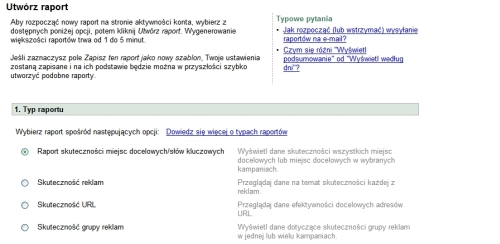 Utwórz raport
Aby rozpocząć nowy raport na stronie aktywności konta, wybierz z
dostępnych poniżej opcji, potem kliknij Utwórz raport. Wygenerowanie
większości raportów trwa od 1 do 5 minut.
Jeśli zaznaczysz pole Zapisz ten raport jako nowy szablon, Twoje ustawienia
zostaną zapisane i na ich podstawie będzie można w przyszłości szybko
utworzyć podobne raporty.
Typowe pytania
• Jak rozpocząć (lub wstrzymać) wysyłanie
raportów na e-mail?
• Czym się różni "Wyświetl
podsumowanie" od "Wyświetl według
dni"?
1. Typ raportu
Wybierz raport spośród następujących opcji: Dowiedz się więcej o typach raportów
Raport skuteczności miejsc docelowych/słów kluczowych
Wyświetl dane skuteczności wszystkich miejsc
docelowych lub miejsc docelowych w wybranych
kampaniach.
Skuteczność reklam
Przeglądaj dane na temat skuteczności każdej z
reklam.
Skuteczność URL
Przeglądaj dane efektywności docelowych adresów
URL.
Skuteczność grupy reklam
Wyświetl dane dotyczące skuteczności grupy reklam
w jednej lub wielu kampaniach.